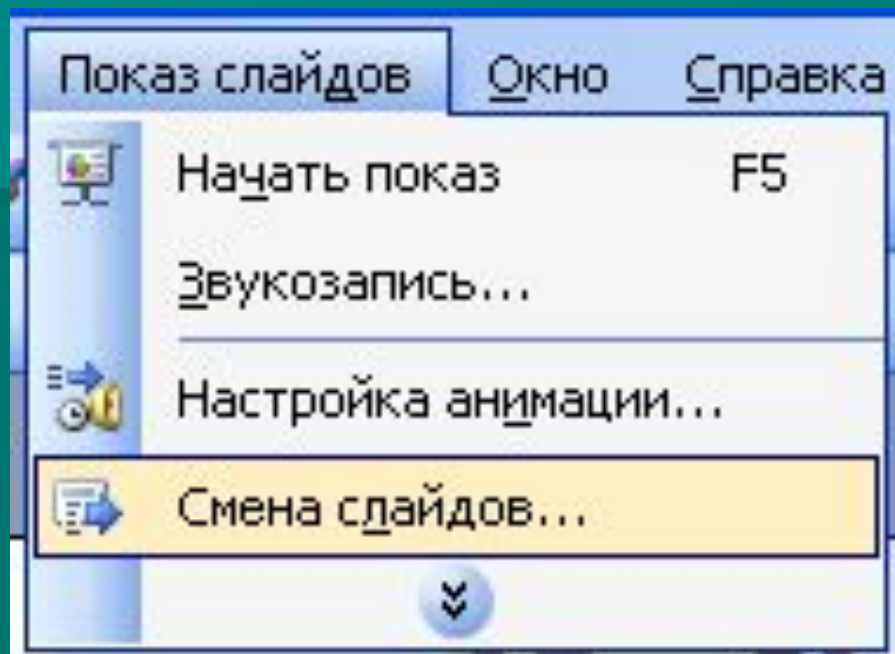 Показ слайдов Окно Справка
Начать показ F5
Звукозапись...
Настройка анимации...
Смена слайдов...